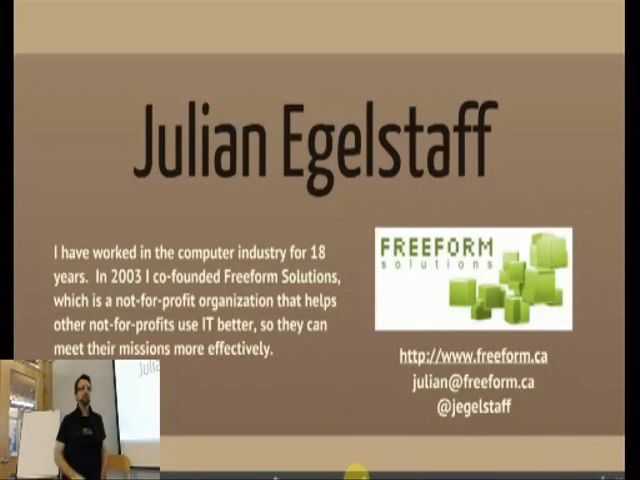 Julian Egelstaff
I have worked in the computer industry for 18
years. In 2003 I co-founded Freeform Solutions,
which is a not-for-profit organization that helps
other not-for-profits use IT better, so they can
meet their missions more effectively.
FREEFORM
solutions
http://www.freeform.ca
julian@freeform.ca
@jegelstaff